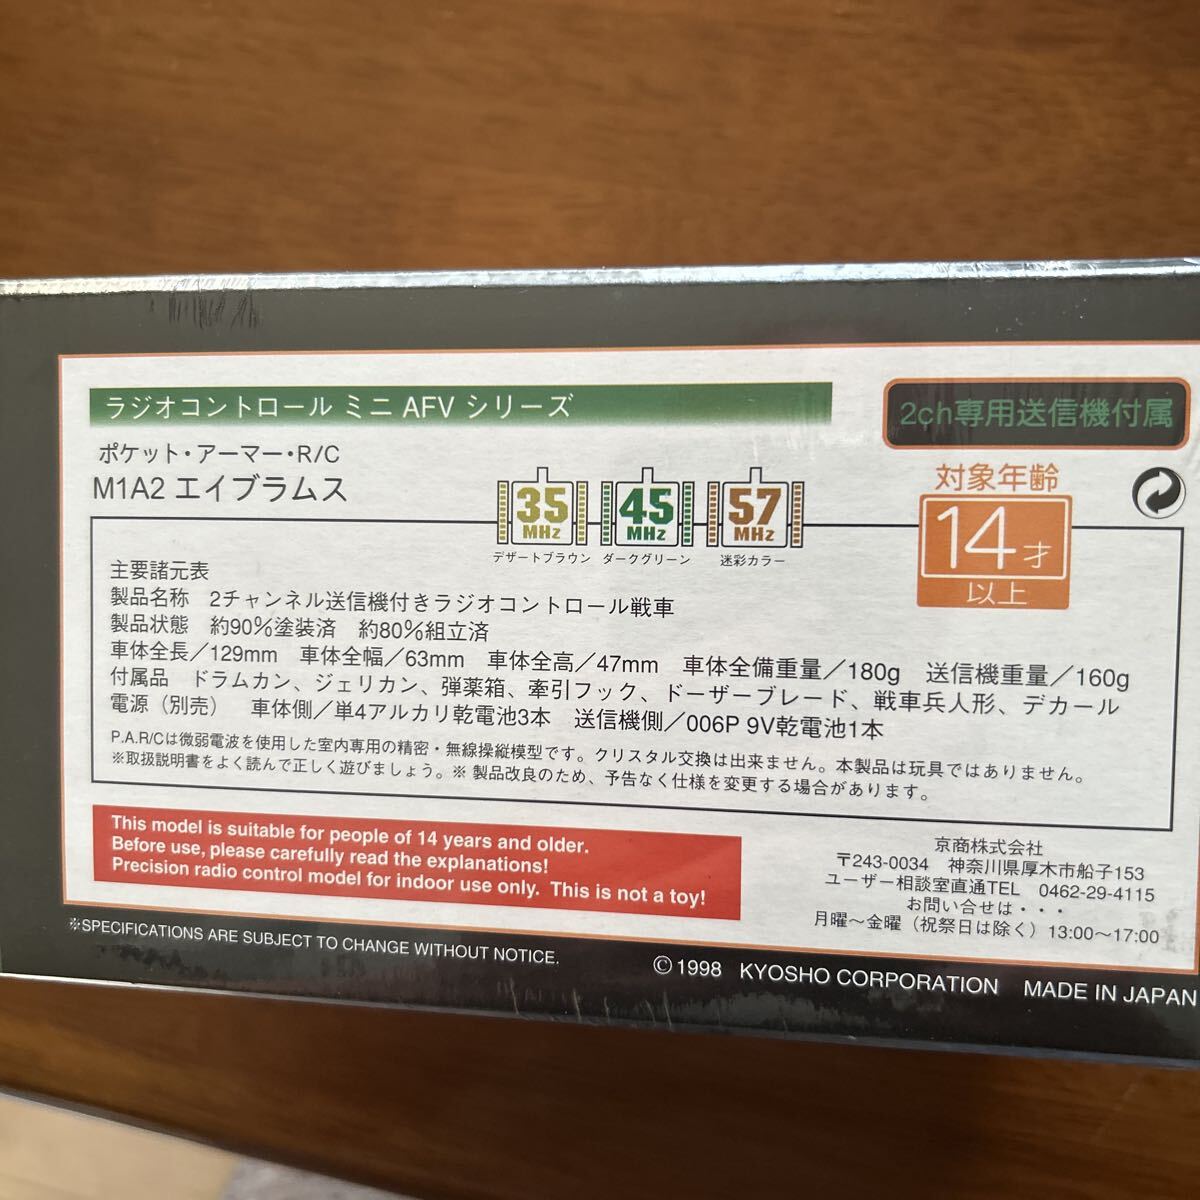 ラジオコントロール ミニ AFV シリーズ
2ch専用送信機付属
ポケット・アーマー・R/C
M1A2 エイブラムス
35 MHz
デザートブラウン
45 MHz
ダークグリーン
57 MHz
迷彩カラー
対象年齢
14才
以上
主要諸元表
製品名称 2チャンネル送信機付きラジオコントロール戦車
製品状態 約90%塗装済 約80%組立済
車体全長／129mm 車体全幅／63mm 車体全高／47mm 車体全備重量／180g 送信機重量／160g
付属品 ドラムカン、ジェリカン、弾薬箱、牽引フック、ドーザーブレード、戦車兵人形、デカール
電源（別売） 車体側／単4アルカリ乾電池3本 送信機側／006P 9V乾電池1本
P.A.R/Cは微弱電波を使用した室内専用の精密・無線操縦模型です。クリスタル交換は出来ません。本製品は玩具ではありません。
※取扱説明書をよく読んで正しく遊びましょう。※ 製品改良のため、予告なく仕様を変更する場合があります。
This model is suitable for people of 14 years and older.
Before use, please carefully read the explanations!
Precision radio control model for indoor use only. This is not a toy!
京商株式会社
〒243-0034 神奈川県厚木市船子153
ユーザー相談室直通TEL 0462-29-4115
お問い合せは・・・
月曜〜金曜（祝祭日は除く）13:00〜17:00
※SPECIFICATIONS ARE SUBJECT TO CHANGE WITHOUT NOTICE.
© 1998 KYOSHO CORPORATION MADE IN JAPAN